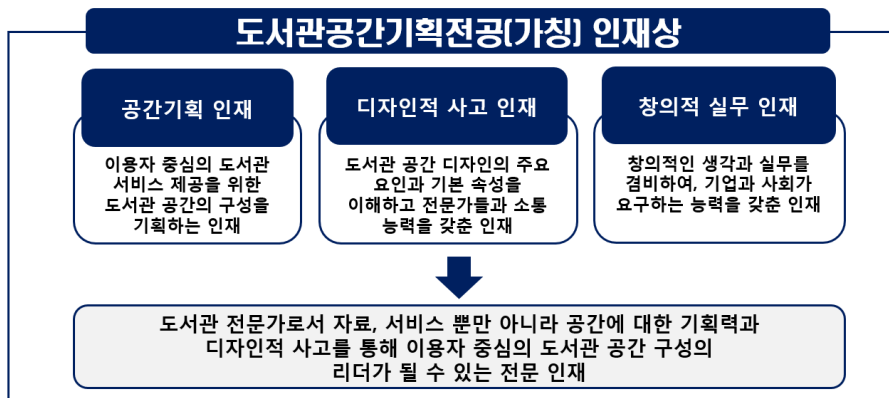 도서관공간기획전공(가칭) 인재상
공간기획 인재
이용자 중심의 도서관
서비스 제공을 위한
도서관 공간의 구성을
기획하는 인재
디자인적 사고 인재
도서관 공간 디자인의 주요
요인과 기본 속성을
이해하고 전문가들과 소통
능력을 갖춘 인재
창의적 실무 인재
창의적인 생각과 실무를
겸비하여, 기업과 사회가
요구하는 능력을 갖춘 인재
도서관 전문가로서 자료, 서비스 뿐만 아니라 공간에 대한 기획력과
디자인적 사고를 통해 이용자 중심의 도서관 공간 구성의
리더가 될 수 있는 전문 인재